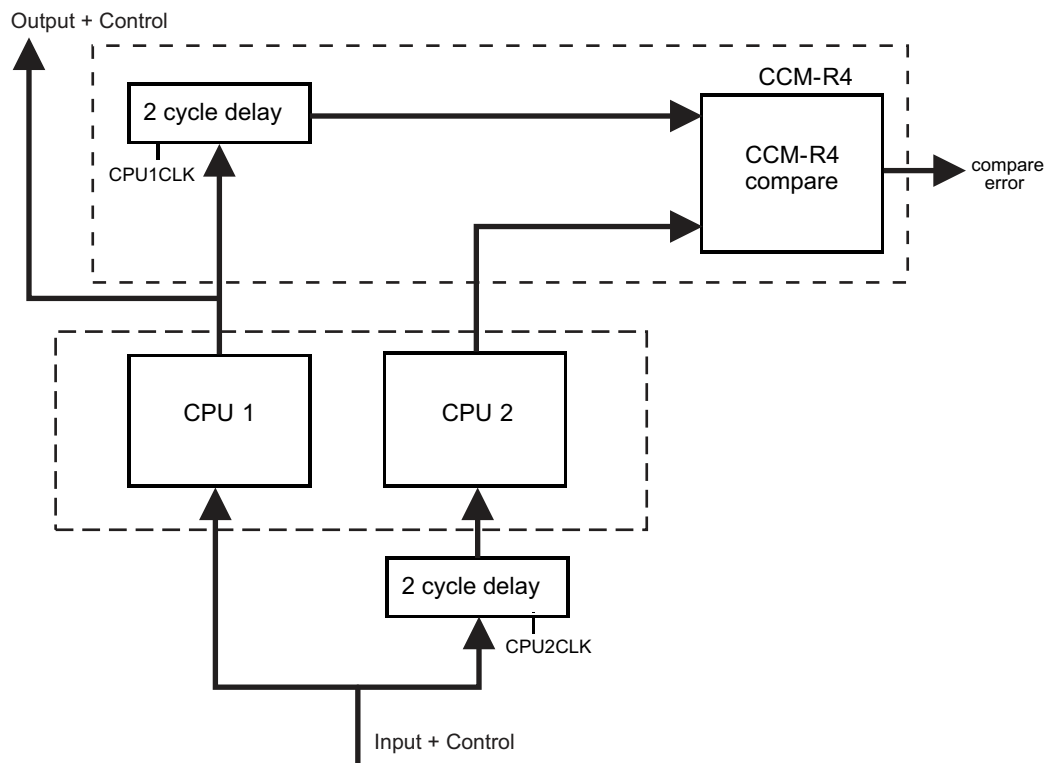 Output + Control
CCM-R4
2 cycle delay
CPU1CLK
CCM-R4
compare
compare
error
CPU 1
CPU 2
2 cycle delay
CPU2CLK
Input + Control